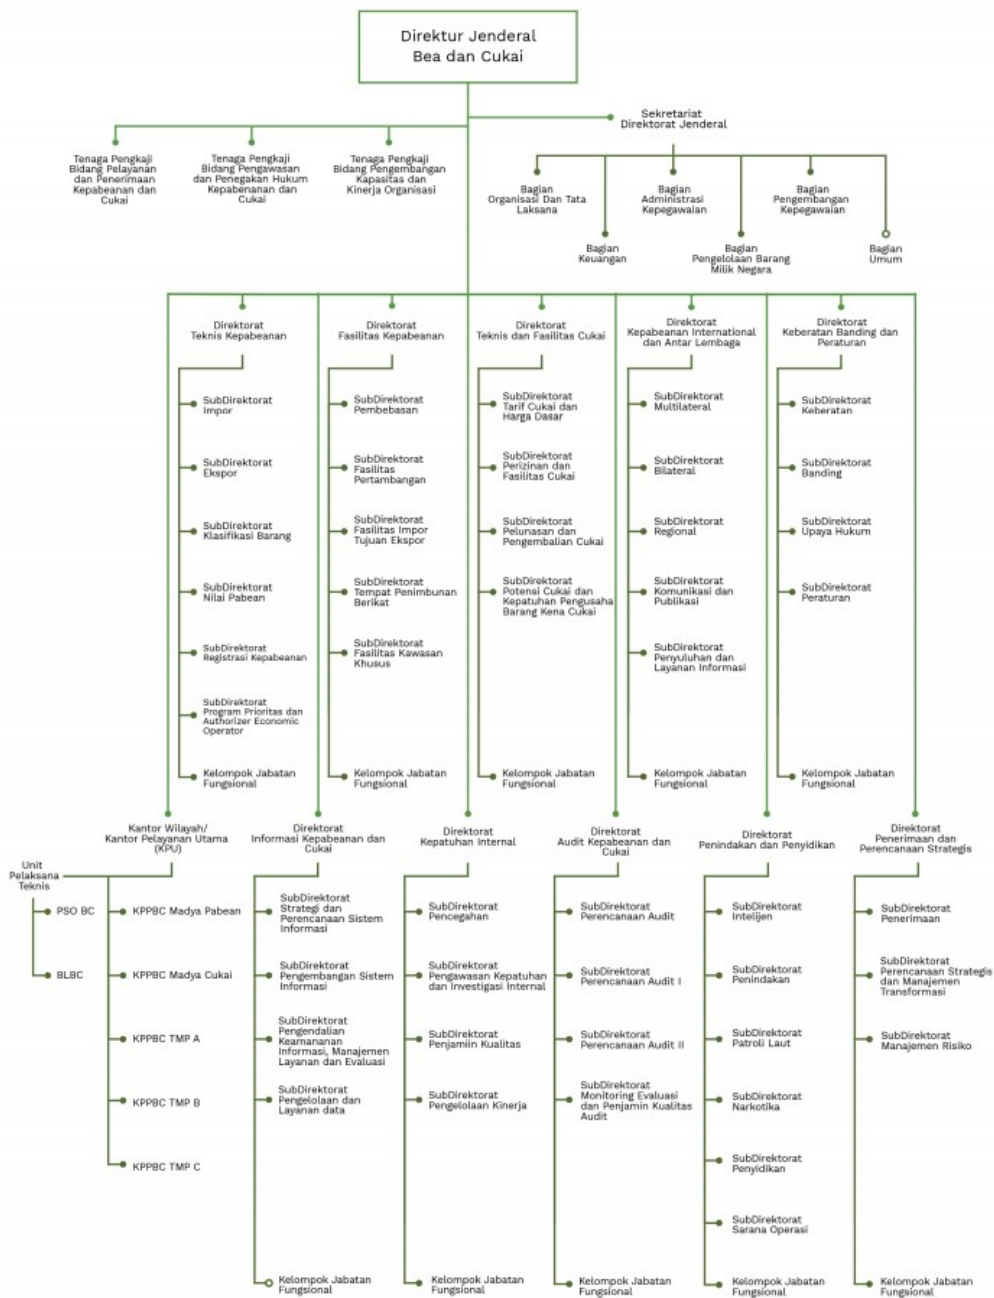 Direktur Jenderal
Bea dan Cukai
Sekretariat
Direktorat Jenderal
Tenaga Pengkaji
Bidang Pelayanan
dan Penerimaan
Kepabeanan dan
Cukai
Tenaga Pengkaji
Bidang Pengawasan
dan Penegakan Hukum
Kepabenanan dan
Cukai
Tenaga Pengkaji
Bidang Pengembangan
Kapasitas dan
Kinerja Organisasi
Bagian
Organisasi Dan Tata
Laksana
Bagian
Administrasi
Kepegawaian
Bagian
Pengembangan
Kepegawaian
Bagian
Keuangan
Bagian
Pengelolaan Barang
Milik Negara
Bagian
Umum
Direktorat
Teknis Kepabeanan
SubDirektorat
Impor
SubDirektorat
Ekspor
SubDirektorat
Klasifikasi Barang
SubDirektorat
Nilai Pabean
SubDirektorat
Registrasi Kepabeanan
SubDirektorat
Program Prioritas dan
Authorizer Economic
Operator
Kelompok Jabatan
Fungsional
Direktorat
Fasilitas Kepabeanan
SubDirektorat
Pembebasan
SubDirektorat
Fasilitas
Pertambangan
SubDirektorat
Fasilitas Impor
Tujuan Ekspor
SubDirektorat
Tempat Penimbunan
Berikat
SubDirektorat
Fasilitas Kawasan
Khusus
Kelompok Jabatan
Fungsional
Direktorat
Teknis dan Fasilitas Cukai
SubDirektorat
Tarif Cukai dan
Harga Dasar
SubDirektorat
Perizinan dan
Fasilitas Cukai
SubDirektorat
Pelunasan dan
Pengembalian Cukai
SubDirektorat
Potensi Cukai dan
Kepatuhan Pengusaha
Barang Kena Cukai
Kelompok Jabatan
Fungsional
Direktorat
Kepabeanan International
dan Antar Lembaga
SubDirektorat
Multilateral
SubDirektorat
Bilateral
SubDirektorat
Regional
SubDirektorat
Komunikasi dan
Publikasi
SubDirektorat
Penyuluhan dan
Layanan Informasi
Kelompok Jabatan
Fungsional
Direktorat
Keberatan Banding dan
Peraturan
SubDirektorat
Keberatan
SubDirektorat
Banding
SubDirektorat
Upaya Hukum
SubDirektorat
Peraturan
Kelompok Jabatan
Fungsional
Kantor Wilayah/
Kantor Pelayanan Utama
(KPU)
Unit
Pelaksana
Teknis
PSO BC
BLBC
KPPBC Madya Pabean
KPPBC Madya Cukai
KPPBC TMP A
KPPBC TMP B
KPPBC TMP C
Direktorat
Informasi Kepabeanan dan
Cukai
SubDirektorat
Strategi dan
Perencanaan Sistem
Informasi
SubDirektorat
Pengembangan Sistem
Informasi
SubDirektorat
Pengendalian
Keamananan
Informasi, Manajemen
Layanan dan Evaluasi
SubDirektorat
Pengelolaan dan
Layanan data
Kelompok Jabatan
Fungsional
Direktorat
Kepatuhan Internal
SubDirektorat
Pencegahan
SubDirektorat
Pengawasan Kepatuhan
dan Investigasi Internal
SubDirektorat
Penjamiin Kualitas
SubDirektorat
Pengelolaan Kinerja
Kelompok Jabatan
Fungsional
Direktorat
Audit Kepabeanan dan
Cukai
SubDirektorat
Perencanaan Audit
SubDirektorat
Perencanaan Audit I
SubDirektorat
Perencanaan Audit II
SubDirektorat
Monitoring Evaluasi
dan Penjamin Kualitas
Audit
Kelompok Jabatan
Fungsional
Direktorat
Penindakan dan Penyidikan
SubDirektorat
Intelijen
SubDirektorat
Penindakan
SubDirektorat
Patroli Laut
SubDirektorat
Narkotika
SubDirektorat
Penyidikan
SubDirektorat
Sarana Operasi
Kelompok Jabatan
Fungsional
Direktorat
Penerimaan dan
Perencanaan Strategis
SubDirektorat
Penerimaan
SubDirektorat
Perencanaan Strategis
dan Manajemen
Transformasi
SubDirektorat
Manajemen Risiko
Kelompok Jabatan
Fungsional